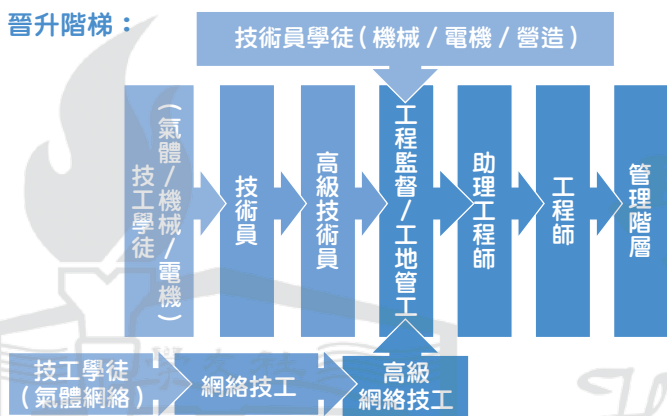 晉升階梯：
技術員學徒（機械 / 電機 / 營造）
技工學徒
（氣體/機械/電機）
技術員
高級技術員
工程監督/工地管工
助理工程師
工程師
管理階層
技工學徒
（氣體網絡）
網絡技工
高級
網絡技工